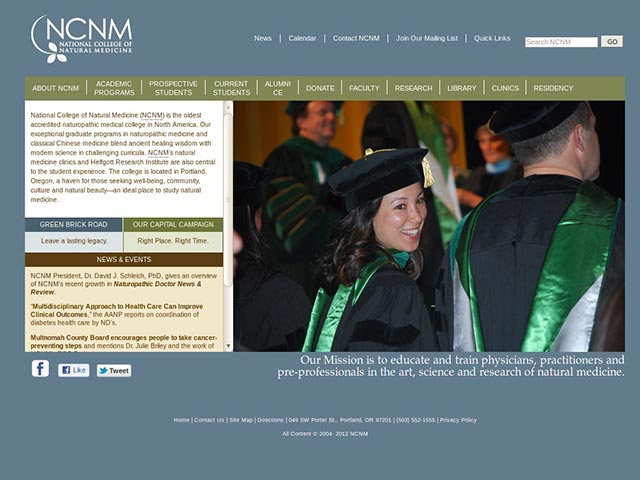 NCNM
NATIONAL COLLEGE OF
NATURAL MEDICINE
News | Calendar | Contact NCNM | Join Our Mailing List | Quick Links
Search NCNM GO
ABOUT NCNM
ACADEMIC
PROGRAMS
PROSPECTIVE
STUDENTS
CURRENT
STUDENTS
ALUMNI
CE
DONATE
FACULTY
RESEARCH
LIBRARY
CLINICS
RESIDENCY
National College of Natural Medicine (NCNM) is the oldest
accredited naturopathic medical college in North America. Our
exceptional graduate programs in naturopathic medicine and
classical Chinese medicine blend ancient healing wisdom with
modern science in challenging curricula. NCNM's natural
medicine clinics and Helfgott Research Institute are also central
to the student experience. The college is located in Portland,
Oregon, a haven for those seeking well-being, community,
culture and natural beauty—an ideal place to study natural
medicine.
GREEN BRICK ROAD
OUR CAPITAL CAMPAIGN
Leave a lasting legacy.
Right Place. Right Time.
NEWS & EVENTS
NCNM President, Dr. David J. Schleich, PhD, gives an overview
of NCNM's recent growth in Naturopathic Doctor News &
Review.
"Multidisciplinary Approach to Health Care Can Improve
Clinical Outcomes," the AANP reports on coordination of
diabetes health care by ND's.
Multnomah County Board encourages people to take cancer-
preventing steps and mentions Dr. Julie Briley and the work of
Our Mission is to educate and train physicians, practitioners and
pre-professionals in the art, science and research of natural medicine.
Like
Tweet
Home | Contact Us | Site Map | Directions | 049 SW Porter St., Portland, OR 97201 | (503) 552-1555 | Privacy Policy
All Content © 2004- 2012 NCNM